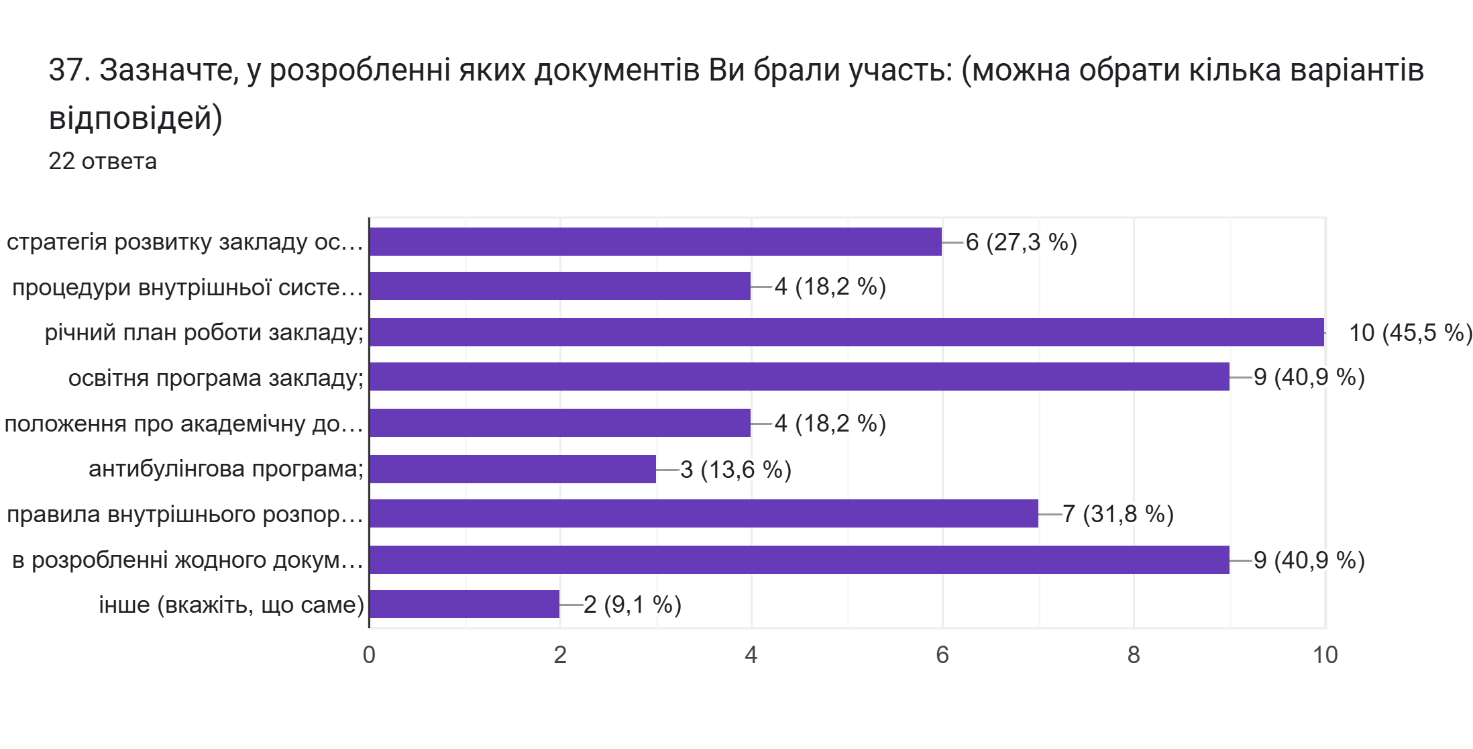 37. Зазначте, у розробленні яких документів Ви брали участь: (можна обрати кілька варіантів
відповідей)
22 ответа
стратегія розвитку закладу ос… 6 (27,3 %)
процедури внутрішньої систе… 4 (18,2 %)
річний план роботи закладу; 10 (45,5 %)
освітня програма закладу; 9 (40,9 %)
положення про академічну до… 4 (18,2 %)
антибулінгова програма; 3 (13,6 %)
правила внутрішнього розпор… 7 (31,8 %)
в розробленні жодного докум… 9 (40,9 %)
інше (вкажіть, що саме) 2 (9,1 %)
0 2 4 6 8 10